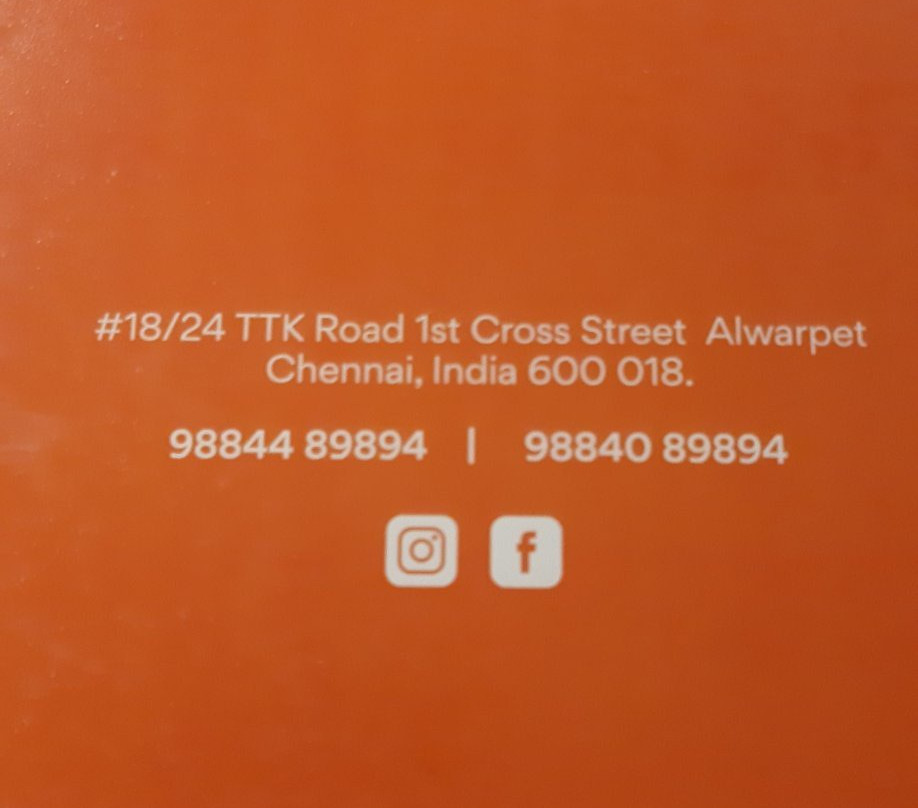 #18/24 TTK Road 1st Cross Street Alwarpet
Chennai, India 600 018.
98844 89894 | 98840 89894